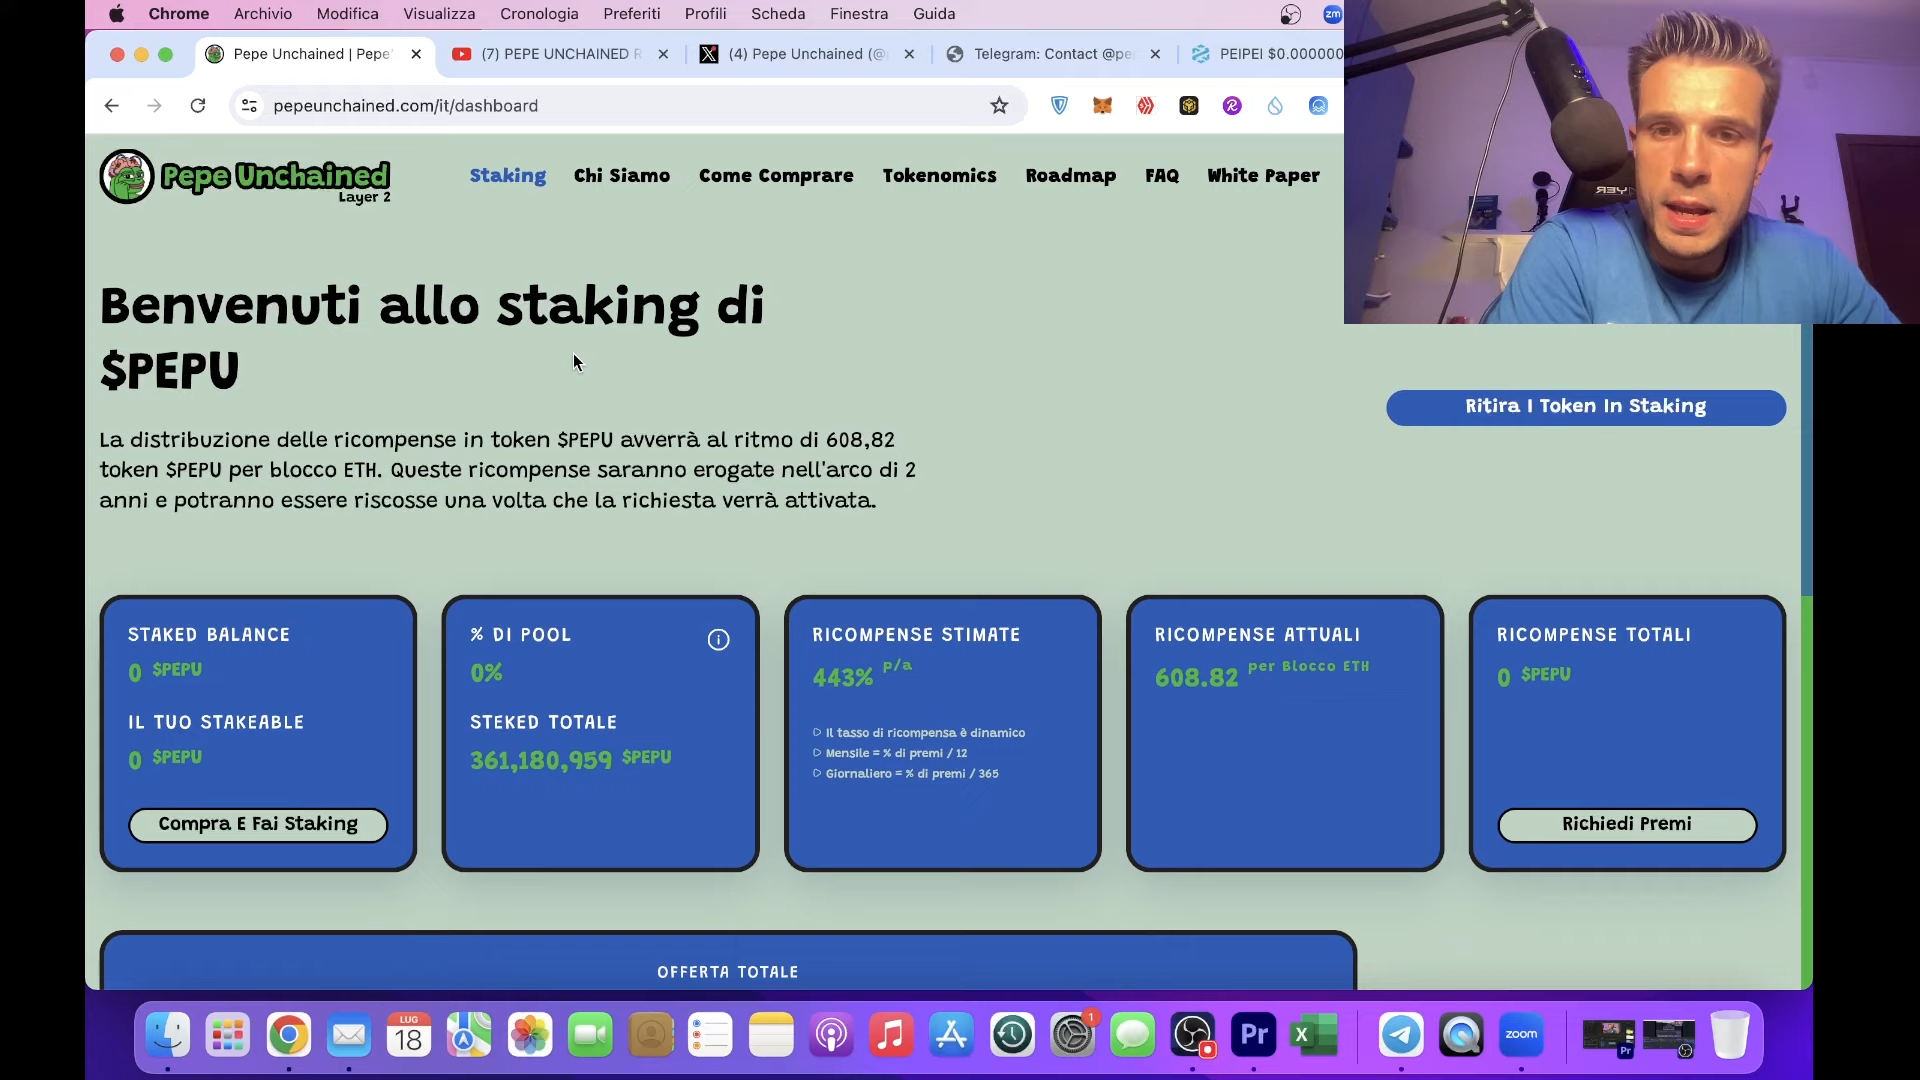 Chrome Archivio Modifica Visualizza Cronologia Preferiti Profili Scheda Finestra Guida
zm
Pepe Unchained | Pepe'
(7) PEPE UNCHAINED R
(4) Pepe Unchained (@
Telegram: Contact @pe
PEIPEI $0.000000
pepeunchained.com/it/dashboard
Pepe Unchained
Layer 2
Staking Chi Siamo Come Comprare Tokenomics Roadmap FAQ White Paper
Benvenuti allo staking di
$PEPU
Ritira I Token In Staking
La distribuzione delle ricompense in token $PEPU avverrà al ritmo di 608,82
token $PEPU per blocco ETH. Queste ricompense saranno erogate nell'arco di 2
anni e potranno essere riscosse una volta che la richiesta verrà attivata.
STAKED BALANCE
0 $PEPU
IL TUO STAKEABLE
0 $PEPU
Compra E Fai Staking
% DI POOL
0%
STEKED TOTALE
361,180,959 $PEPU
RICOMPENSE STIMATE
443% p/a
Il tasso di ricompensa è dinamico
Mensile = % di premi / 12
Giornaliero = % di premi / 365
RICOMPENSE ATTUALI
608.82 per Blocco ETH
RICOMPENSE TOTALI
0 $PEPU
Richiedi Premi
OFFERTA TOTALE
LUG
18
1
Pr
X
zoom
Pr